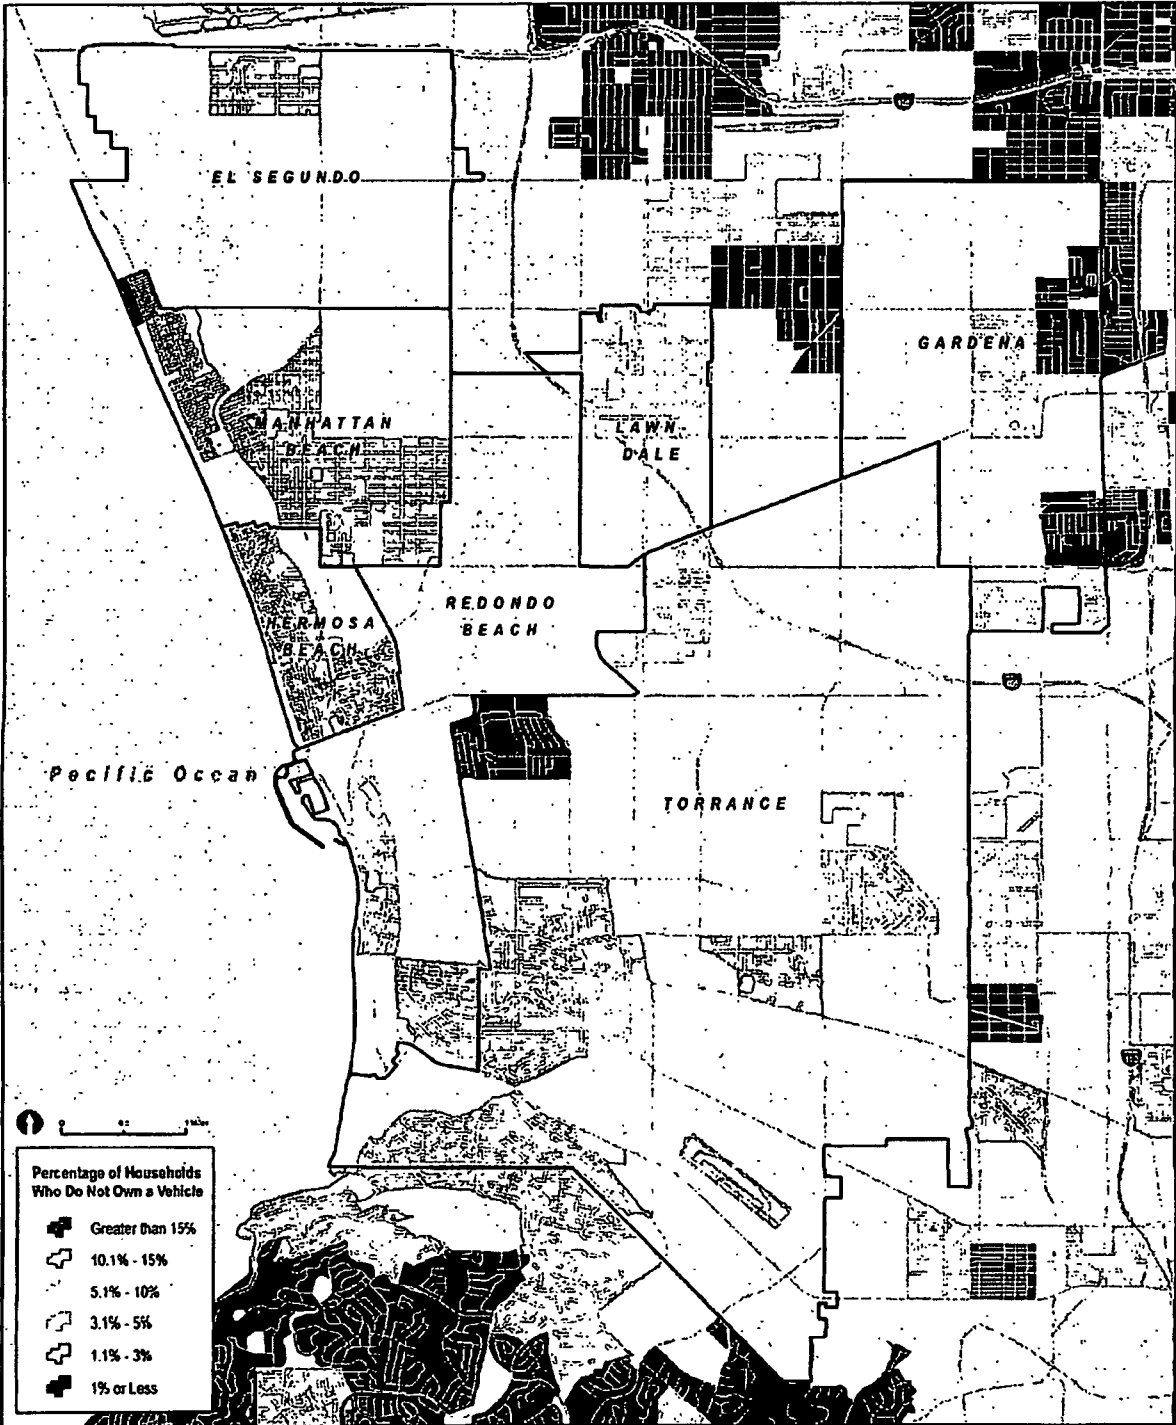 EL SEGUNDO
GARDENA
MANHATTAN
BEACH
LAWN
DALE
REDONDO
BEACH
HERMOSA
BEACH
Pacific Ocean
TORRANCE
0
Percentage of Households
Who Do Not Own a Vehicle
Greater than 15%
10.1% - 15%
5.1% - 10%
3.1% - 5%
1.1% - 3%
1% or Less